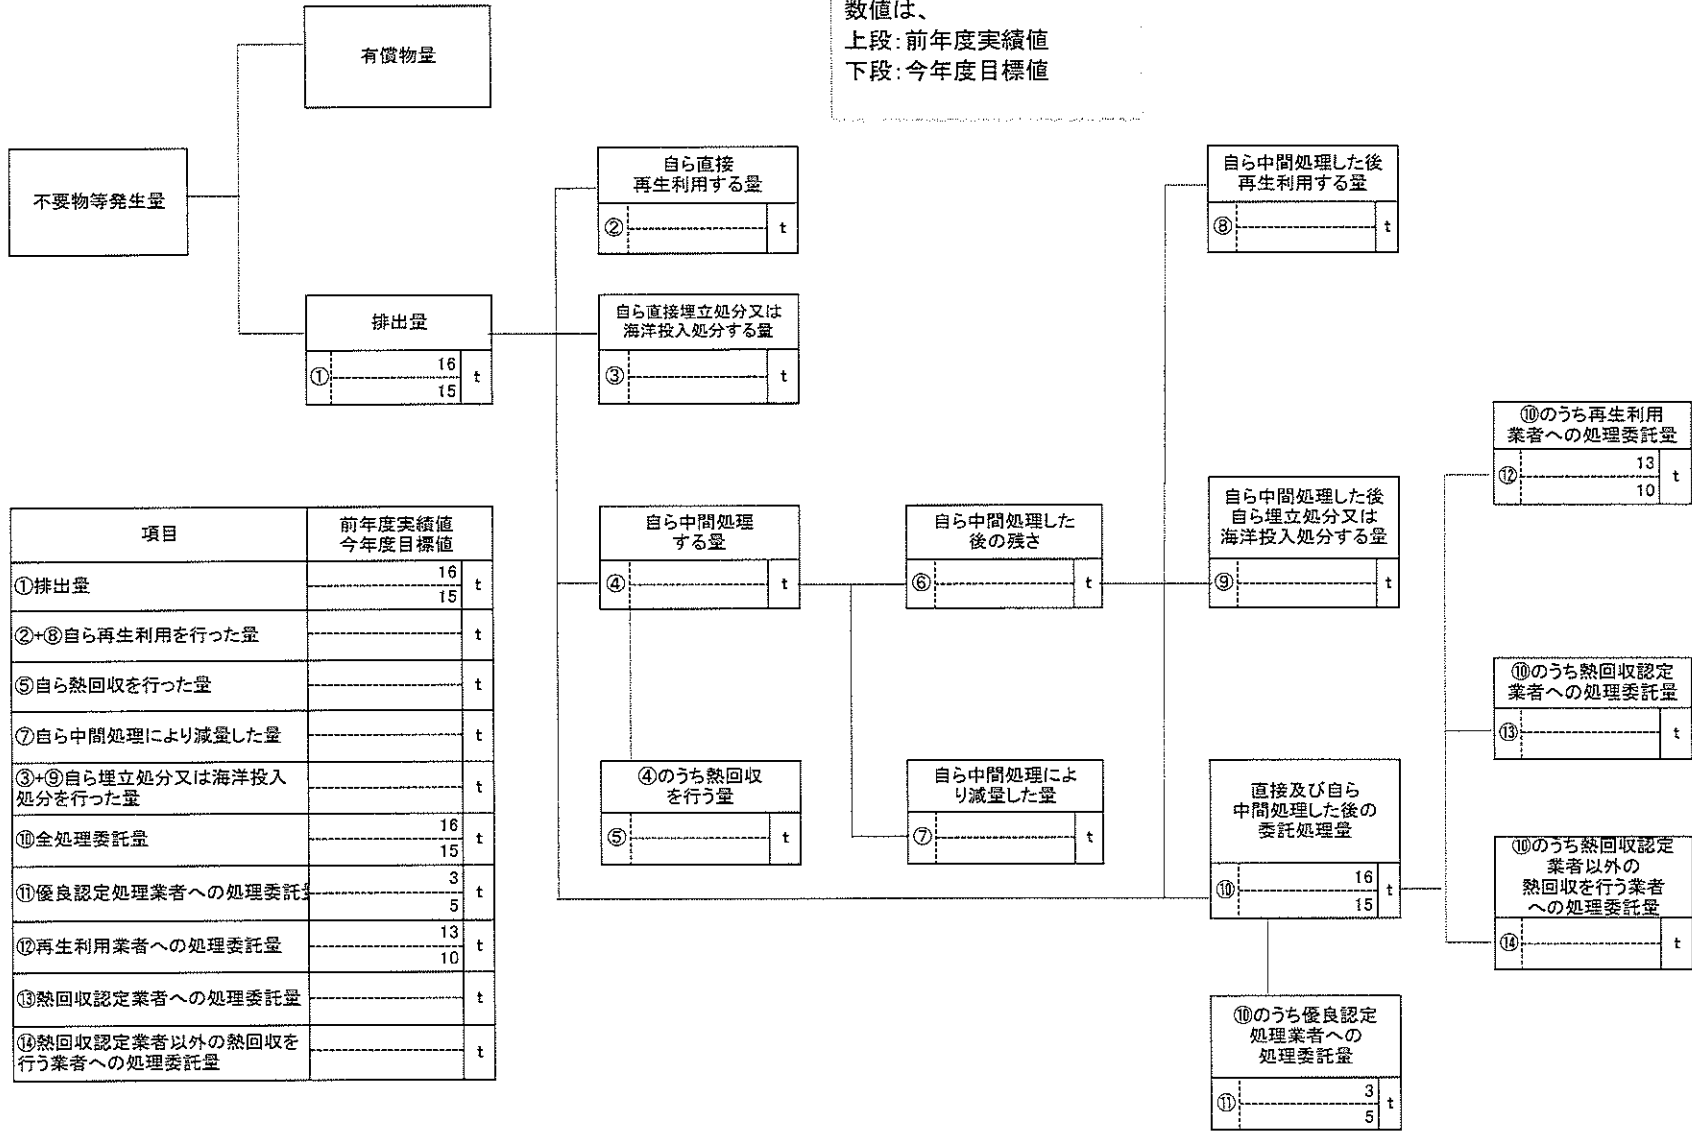 数値は、
上段:前年度実績値
下段:今年度目標値
有償物量
不要物等発生量
自ら直接
再生利用する量
② t
自ら中間処理した後
再生利用する量
⑧ t
排出量
① 16
15
t
自ら直接埋立処分又は
海洋投入処分する量
③ t
⑩のうち再生利用
業者への処理委託量
⑫ 13
10
t
自ら中間処理
する量
④ t
自ら中間処理した
後の残さ
⑥ t
自ら中間処理した後
自ら埋立処分又は
海洋投入処分する量
⑨ t
⑩のうち熱回収認定
業者への処理委託量
⑬ t
④のうち熱回収
を行う量
⑤ t
自ら中間処理によ
り減量した量
⑦ t
直接及び自ら
中間処理した後の
委託処理量
⑩ 16
15
t
⑩のうち熱回収認定
業者以外の
熱回収を行う業者
への処理委託量
⑭ t
⑩のうち優良認定
処理業者への
処理委託量
⑪ 3
5
t
項目
前年度実績値
今年度目標値
①排出量 16
15
t
②+⑧自ら再生利用を行った量 t
⑤自ら熱回収を行った量 t
⑦自ら中間処理により減量した量 t
③+⑨自ら埋立処分又は海洋投入
処分を行った量 t
⑩全処理委託量 16
15
t
⑪優良認定処理業者への処理委託量 3
5
t
⑫再生利用業者への処理委託量 13
10
t
⑬熱回収認定業者への処理委託量 t
⑭熱回収認定業者以外の熱回収を
行う業者への処理委託量 t